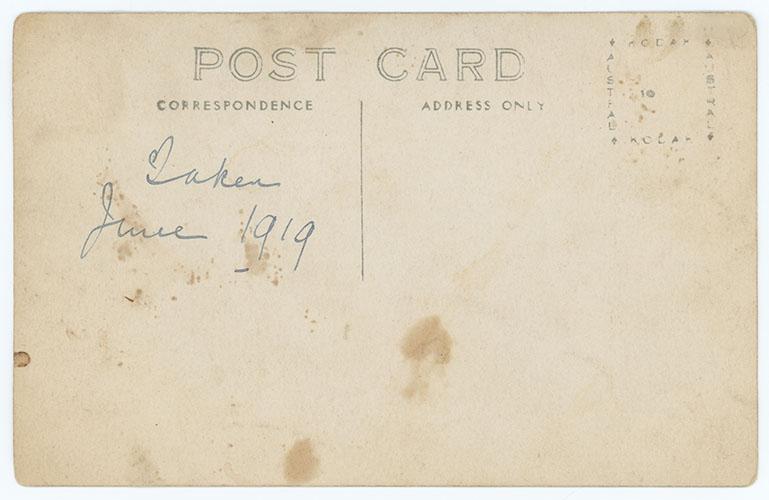 POST CARD
CORRESPONDENCE
ADDRESS ONLY
KODAK
AUSTRAL
AUSTRAL
KODAK
Taken
June 1919